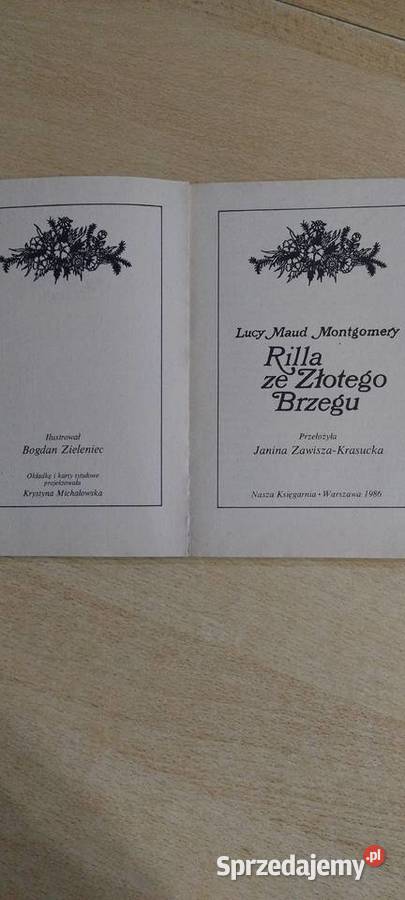 Ilustrował
Bogdan Zieleniec
Okładkę i karty tytułowe
projektowała
Krystyna Michałowska
Lucy Maud Montgomery
Rilla
ze Złotego
Brzegu
Przełożyła
Janina Zawisza-Krasucka
Nasza Księgarnia • Warszawa 1986
Sprzedajemy.pl